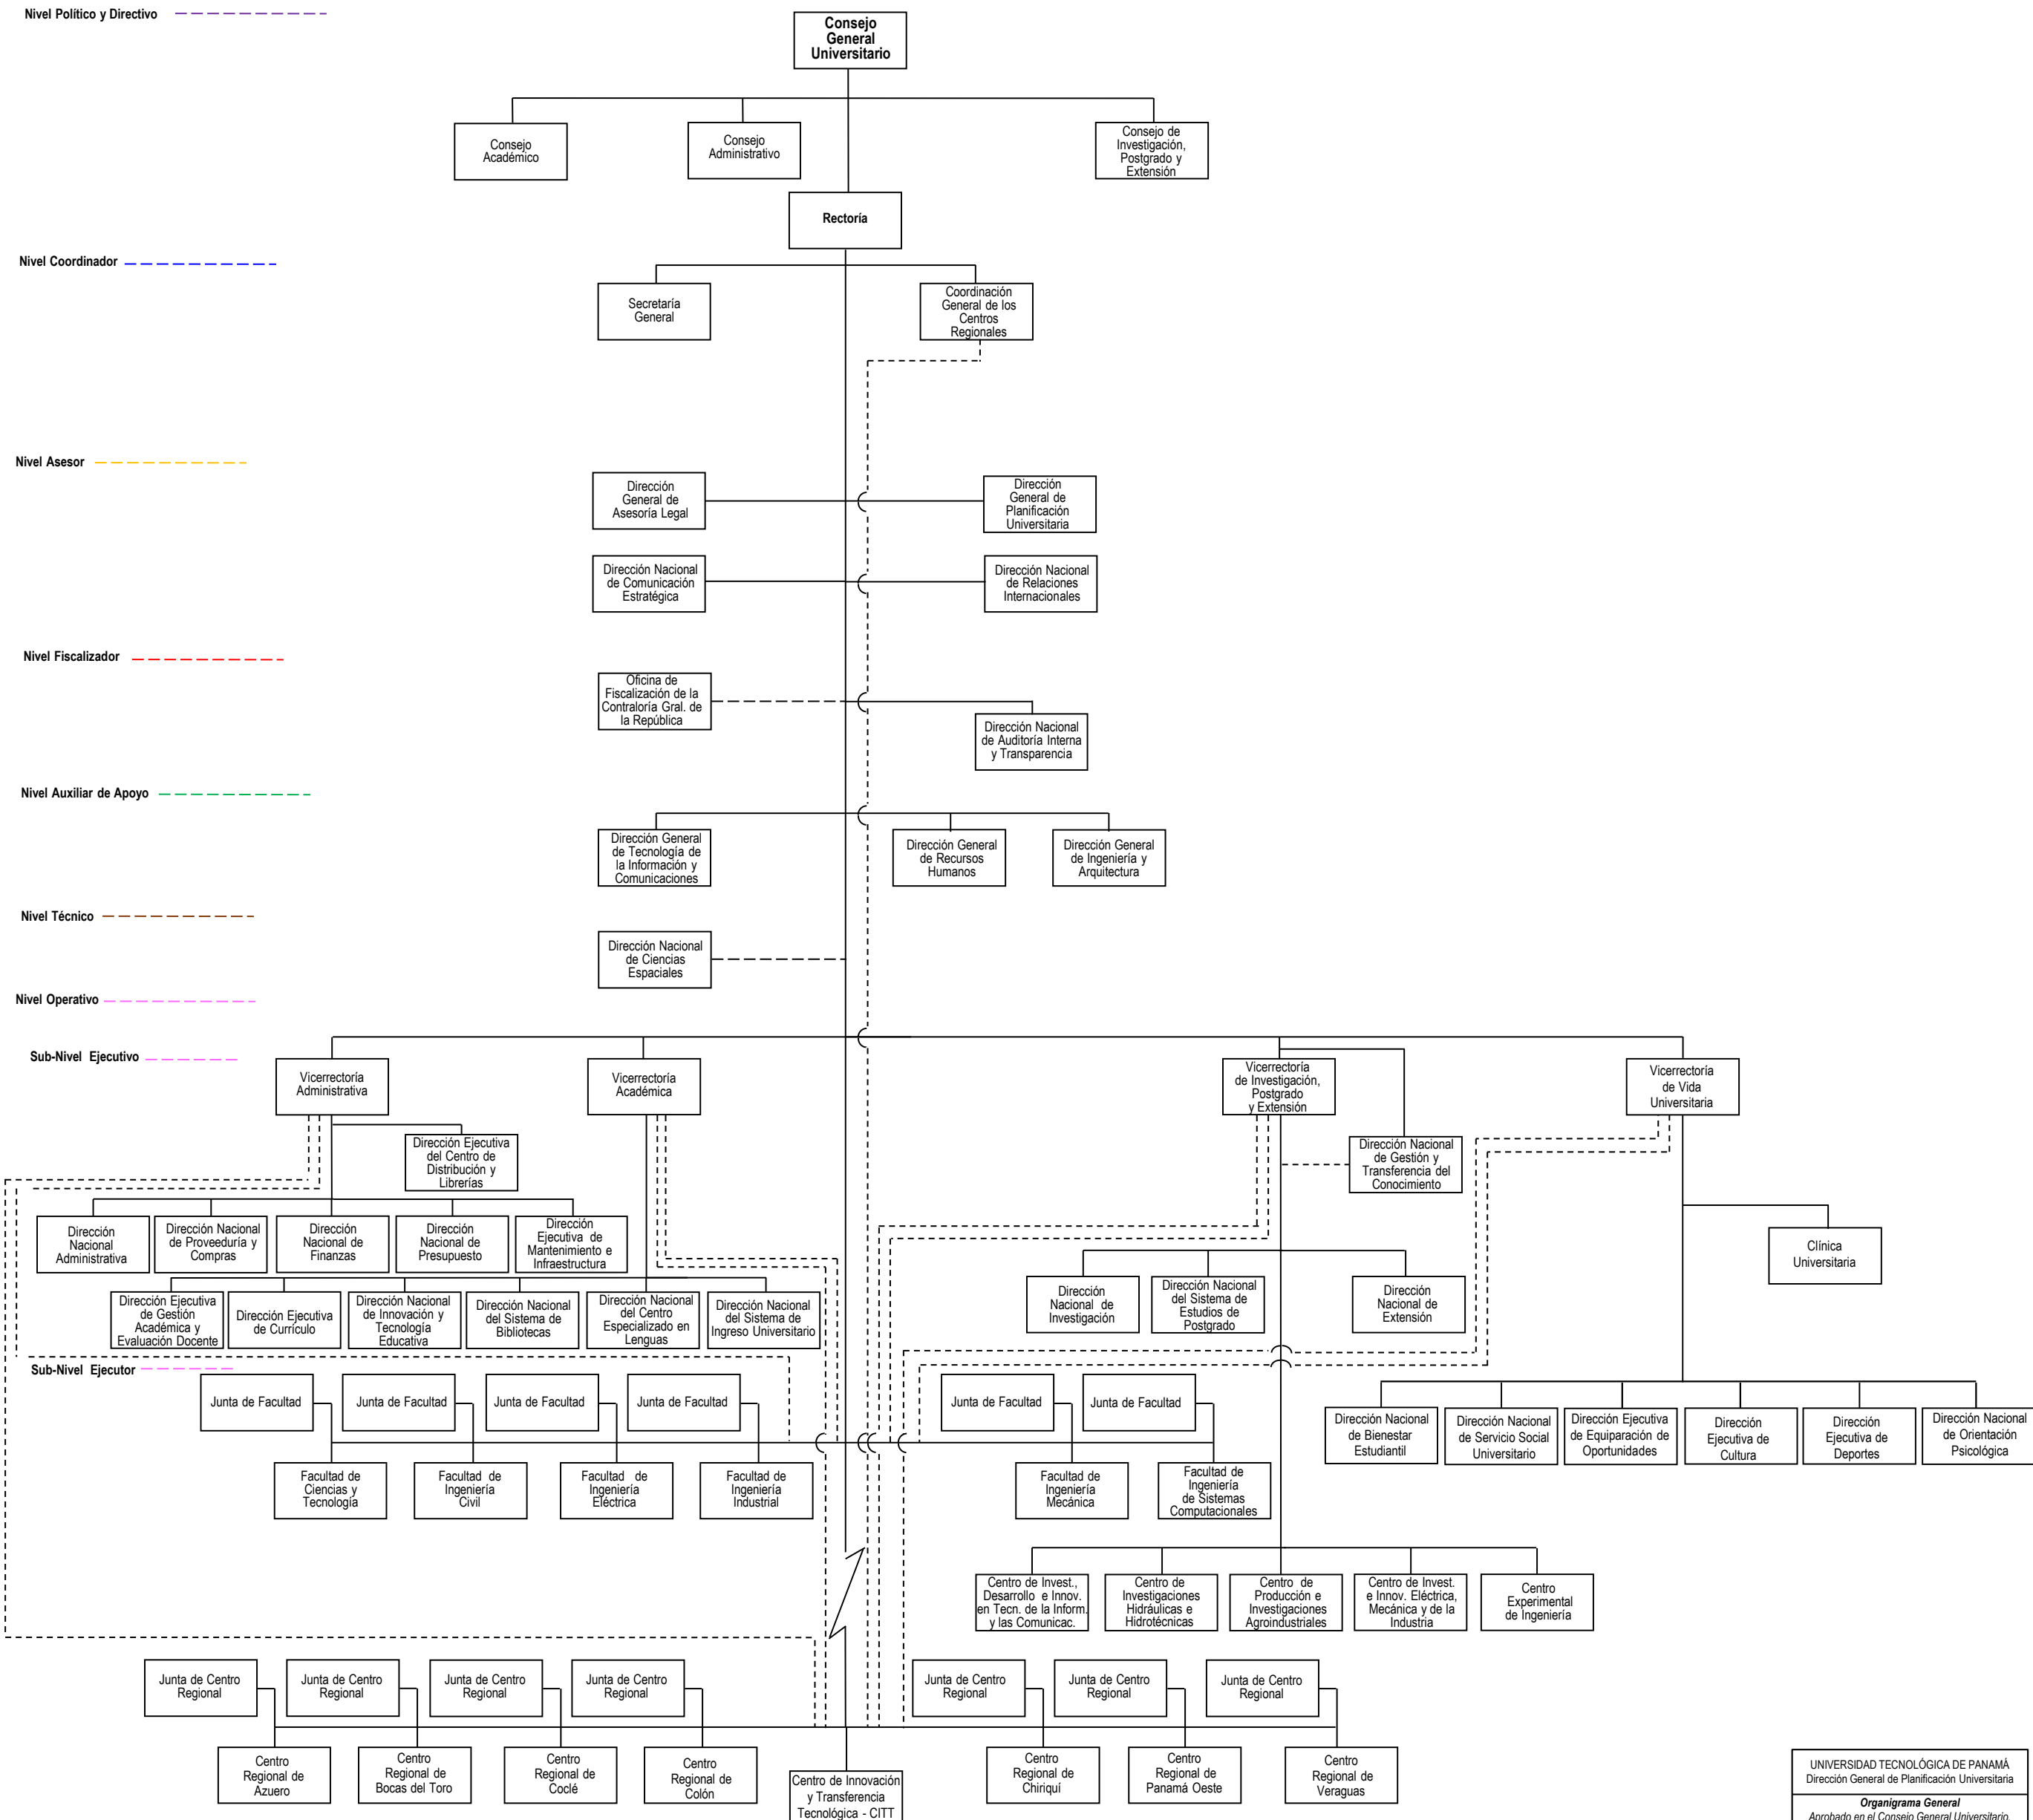 Nivel Político y Directivo
Consejo
General
Universitario
Consejo
Académico
Consejo
Administrativo
Consejo de
Investigación,
Postgrado y
Extensión
Rectoría
Nivel Coordinador
Secretaría
General
Coordinación
General de los
Centros
Regionales
Nivel Asesor
Dirección
General de
Asesoría Legal
Dirección
General de
Planificación
Universitaria
Dirección Nacional
de Comunicación
Estratégica
Dirección Nacional
de Relaciones
Internacionales
Nivel Fiscalizador
Oficina de
Fiscalización de la
Contraloría Gral. de
la República
Dirección Nacional
de Auditoría Interna
y Transparencia
Nivel Auxiliar de Apoyo
Dirección General
de Tecnología de
la Información y
Comunicaciones
Dirección General
de Recursos
Humanos
Dirección General
de Ingeniería y
Arquitectura
Nivel Técnico
Dirección Nacional
de Ciencias
Espaciales
Nivel Operativo
Sub-Nivel Ejecutivo
Vicerrectoría
Administrativa
Vicerrectoría
Académica
Vicerrectoría
de Investigación,
Postgrado
y Extensión
Vicerrectoría
de Vida
Universitaria
Dirección Ejecutiva
del Centro de
Distribución y
Librerías
Dirección Nacional
de Gestión y
Transferencia del
Conocimiento
Dirección
Nacional
Administrativa
Dirección Nacional
de Proveeduría y
Compras
Dirección
Nacional de
Finanzas
Dirección
Nacional de
Presupuesto
Dirección
Ejecutiva de
Mantenimiento e
Infraestructura
Clínica
Universitaria
Dirección Ejecutiva
de Gestión
Académica y
Evaluación Docente
Dirección Ejecutiva
de Currículo
Dirección Nacional
de Innovación y
Tecnología
Educativa
Dirección Nacional
del Sistema de
Bibliotecas
Dirección Nacional
del Centro
Especializado en
Lenguas
Dirección Nacional
del Sistema de
Ingreso Universitario
Dirección
Nacional de
Investigación
Dirección Nacional
del Sistema de
Estudios de
Postgrado
Dirección
Nacional de
Extensión
Sub-Nivel Ejecutor
Junta de Facultad
Junta de Facultad
Junta de Facultad
Junta de Facultad
Junta de Facultad
Junta de Facultad
Dirección Nacional
de Bienestar
Estudiantil
Dirección Nacional
de Servicio Social
Universitario
Dirección Ejecutiva
de Equiparación de
Oportunidades
Dirección
Ejecutiva de
Cultura
Dirección
Ejecutiva de
Deportes
Dirección Nacional
de Orientación
Psicológica
Facultad de
Ciencias y
Tecnología
Facultad de
Ingeniería
Civil
Facultad de
Ingeniería
Eléctrica
Facultad de
Ingeniería
Industrial
Facultad de
Ingeniería
Mecánica
Facultad de
Ingeniería
de Sistemas
Computacionales
Centro de Invest.,
Desarrollo e Innov.
en Tecn. de la Inform.
y las Comunicac.
Centro de
Investigaciones
Hidráulicas e
Hidrotécnicas
Centro de
Producción e
Investigaciones
Agroindustriales
Centro de Invest.
e Innov. Eléctrica,
Mecánica y de la
Industria
Centro
Experimental
de Ingeniería
Junta de Centro
Regional
Junta de Centro
Regional
Junta de Centro
Regional
Junta de Centro
Regional
Junta de Centro
Regional
Junta de Centro
Regional
Junta de Centro
Regional
Centro
Regional de
Azuero
Centro
Regional de
Bocas del Toro
Centro
Regional de
Coclé
Centro
Regional de
Colón
Centro de Innovación
y Transferencia
Tecnológica - CITT
Centro
Regional de
Chiriquí
Centro
Regional de
Panamá Oeste
Centro
Regional de
Veraguas
UNIVERSIDAD TECNOLÓGICA DE PANAMÁ
Dirección General de Planificación Universitaria
Organigrama General
Aprobado en el Consejo General Universitario,